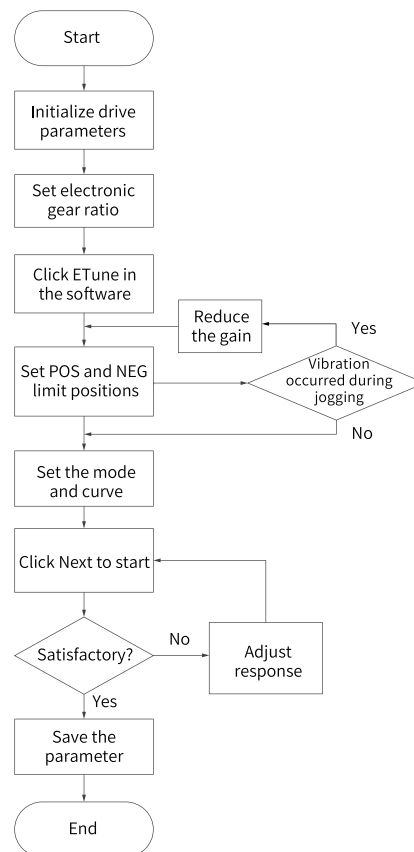 Start
Initialize drive
parameters
Set electronic
gear ratio
Click ETune in
the software
Reduce
the gain
Yes
Set POS and NEG
limit positions
Vibration
occurred during
jogging
No
Set the mode
and curve
Click Next to start
Satisfactory?
No
Adjust
response
Yes
Save the
parameter
End